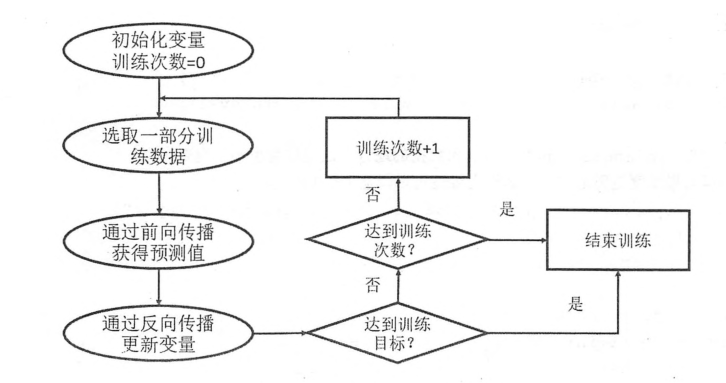 初始化变量
训练次数=0
选取一部分训
练数据
通过前向传播
获得预测值
通过反向传播
更新变量
达到训练
目标？
否
是
达到训练
次数？
否
是
训练次数+1
结束训练